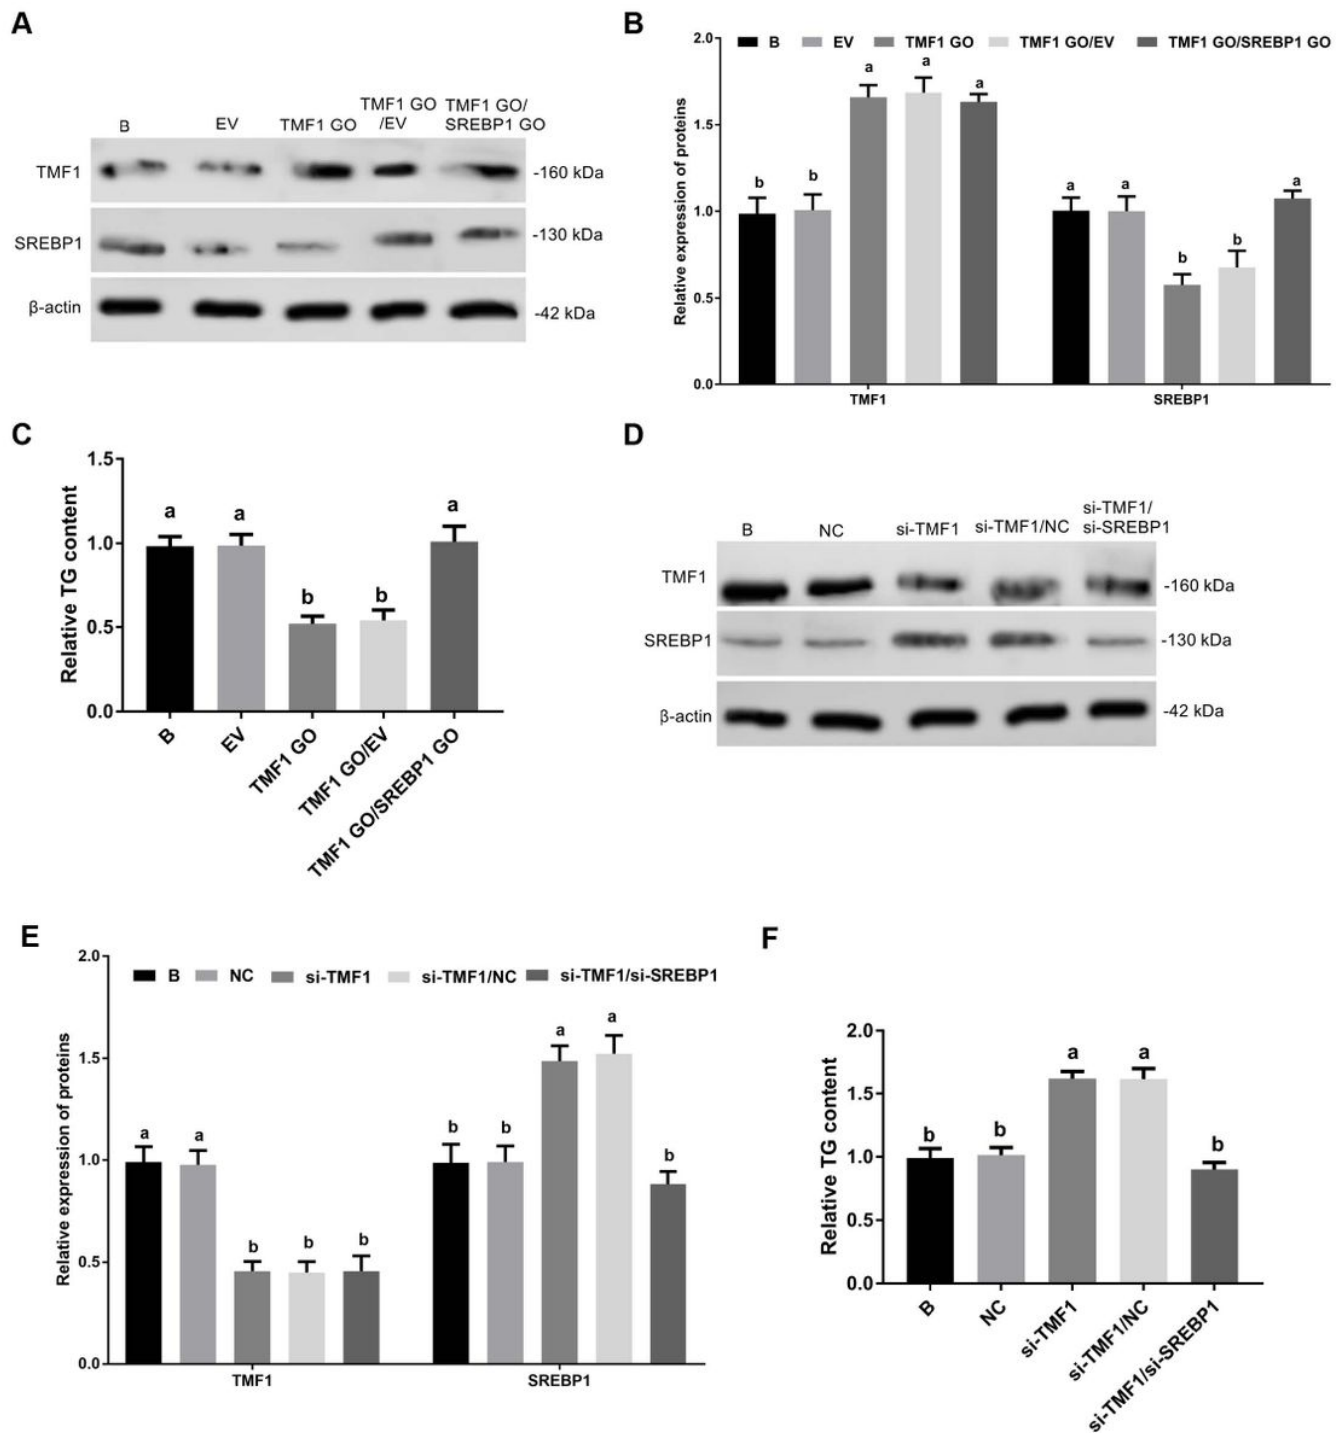 A
B EV TMF1 GO TMF1 GO /EV TMF1 GO/ SREBP1 GO
TMF1 -160 kDa
SREBP1 -130 kDa
β-actin -42 kDa
B
2.0 B EV TMF1 GO TMF1 GO/EV TMF1 GO/SREBP1 GO
1.5
1.0
0.5
0.0
Relative expression of proteins
b b a a a a a b b a
TMF1 SREBP1
C
1.5
1.0
0.5
0.0
Relative TG content
a a b b a
B
EV
TMF1 GO
TMF1 GO/EV
TMF1 GO/SREBP1 GO
D
B NC si-TMF1 si-TMF1/NC si-TMF1/ si-SREBP1
TMF1 -160 kDa
SREBP1 -130 kDa
β-actin -42 kDa
E
2.0
B NC si-TMF1 si-TMF1/NC si-TMF1/si-SREBP1
1.5
1.0
0.5
0.0
Relative expression of proteins
a a b b b b b a a b
TMF1 SREBP1
F
2.0
1.5
1.0
0.5
0.0
Relative TG content
b b a a b
B
NC
si-TMF1
si-TMF1/NC
si-TMF1/si-SREBP1